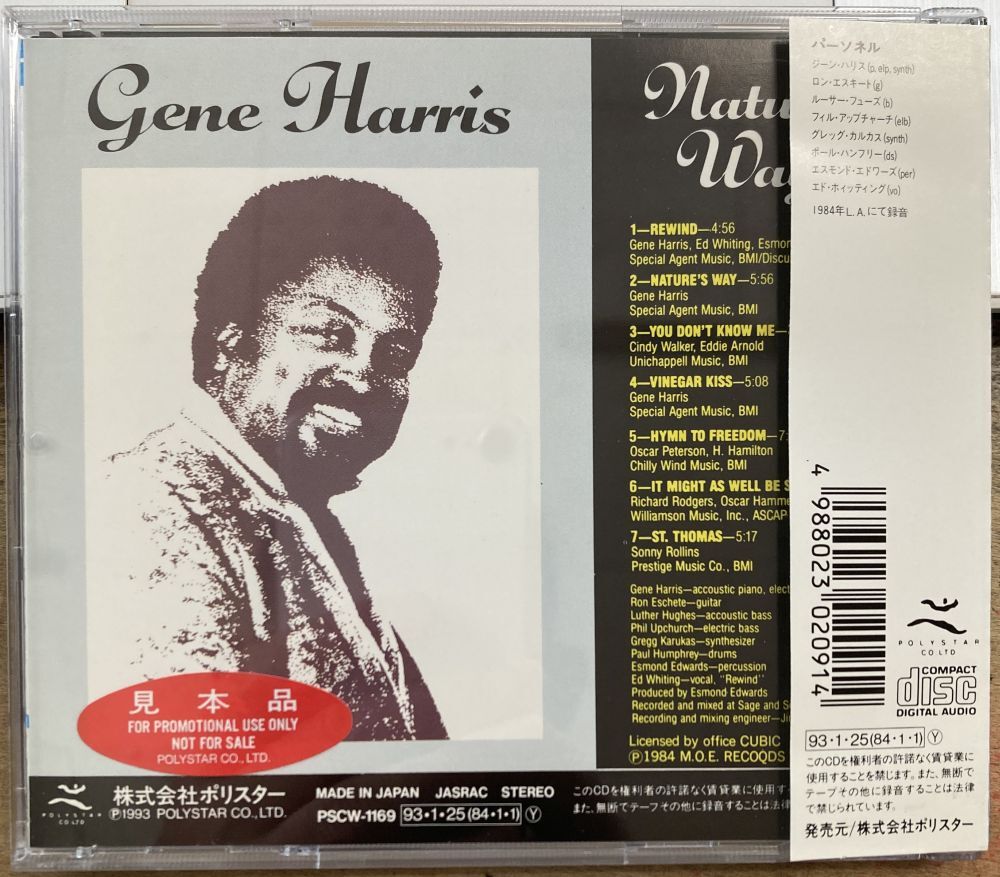 Gene Harris
Natu
Wa
1—REWIND—4:56
Gene Harris, Ed Whiting, Esmon
Special Agent Music, BMI/Discu
2—NATURE'S WAY—5:56
Gene Harris
Special Agent Music, BMI
3—YOU DON'T KNOW ME—
Cindy Walker, Eddie Arnold
Unichappell Music, BMI
4—VINEGAR KISS—5:08
Gene Harris
Special Agent Music, BMI
5—HYMN TO FREEDOM—7:
Oscar Peterson, H. Hamilton
Chilly Wind Music, BMI
6—IT MIGHT AS WELL BE S
Richard Rodgers, Oscar Hamme
Williamson Music, Inc., ASCAP
7—ST. THOMAS—5:17
Sonny Rollins
Prestige Music Co., BMI
Gene Harris—accoustic piano, elect
Ron Eschete—guitar
Luther Hughes—accoustic bass
Phil Upchurch—electric bass
Gregg Karukas—synthesizer
Paul Humphrey—drums
Esmond Edwards—percussion
Ed Whiting—vocal, "Rewind"
Produced by Esmond Edwards
Recorded and mixed at Sage and So
Recording and mixing engineer—Ji
Licensed by office CUBIC
Ⓟ1984 M.O.E. RECOQDS
見本品
FOR PROMOTIONAL USE ONLY
NOT FOR SALE
POLYSTAR CO., LTD.
POLYSTAR
CO LTD
株式会社ポリスター
Ⓟ1993 POLYSTAR CO., LTD.
MADE IN JAPAN JASRAC STEREO
PSCW-1169 93・1・25(84・1・1)Ⓨ
このCDを権利者の許諾なく賃貸業に使用す
また、無断でテープその他に録音することは法律
パーソネル
ジーン・ハリス(p, elp, synth)
ロン・エスキート(g)
ルーサー・フューズ(b)
フィル・アップチャーチ(elb)
グレッグ・カルカス(synth)
ポール・ハンフリー(ds)
エスモンド・エドワーズ(per)
エド・ホィッティング(vo)
1984年L.A.にて録音
4 988023 020914
POLYSTAR
CO LTD
COMPACT
disc
DIGITAL AUDIO
93・1・25(84・1・1)Ⓨ
このCDを権利者の許諾なく賃貸業に
使用することを禁じます。また、無断で
テープその他に録音することは法律
で禁じられています。
発売元/株式会社ポリスター